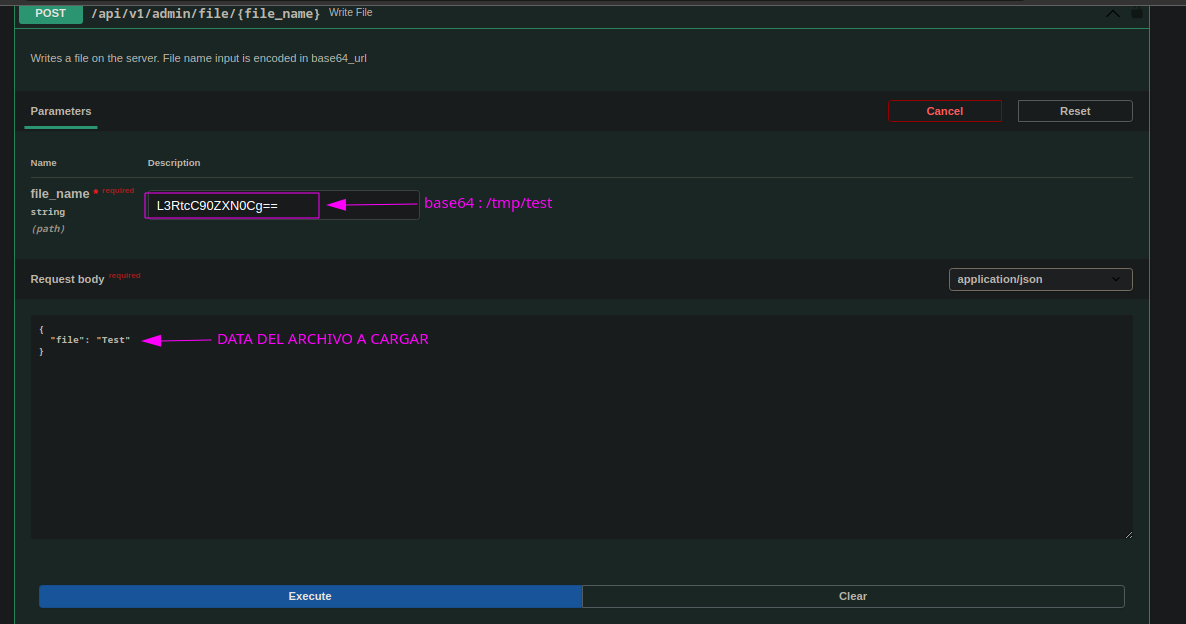 POST /api/v1/admin/file/{file_name} Write File
Writes a file on the server. File name input is encoded in base64_url
Parameters
Cancel
Reset
Name Description
file_name * required
string
(path)
L3RtcC90ZXN0Cg==
base64 : /tmp/test
Request body required
application/json
{
"file": "Test"
}
DATA DEL ARCHIVO A CARGAR
Execute
Clear